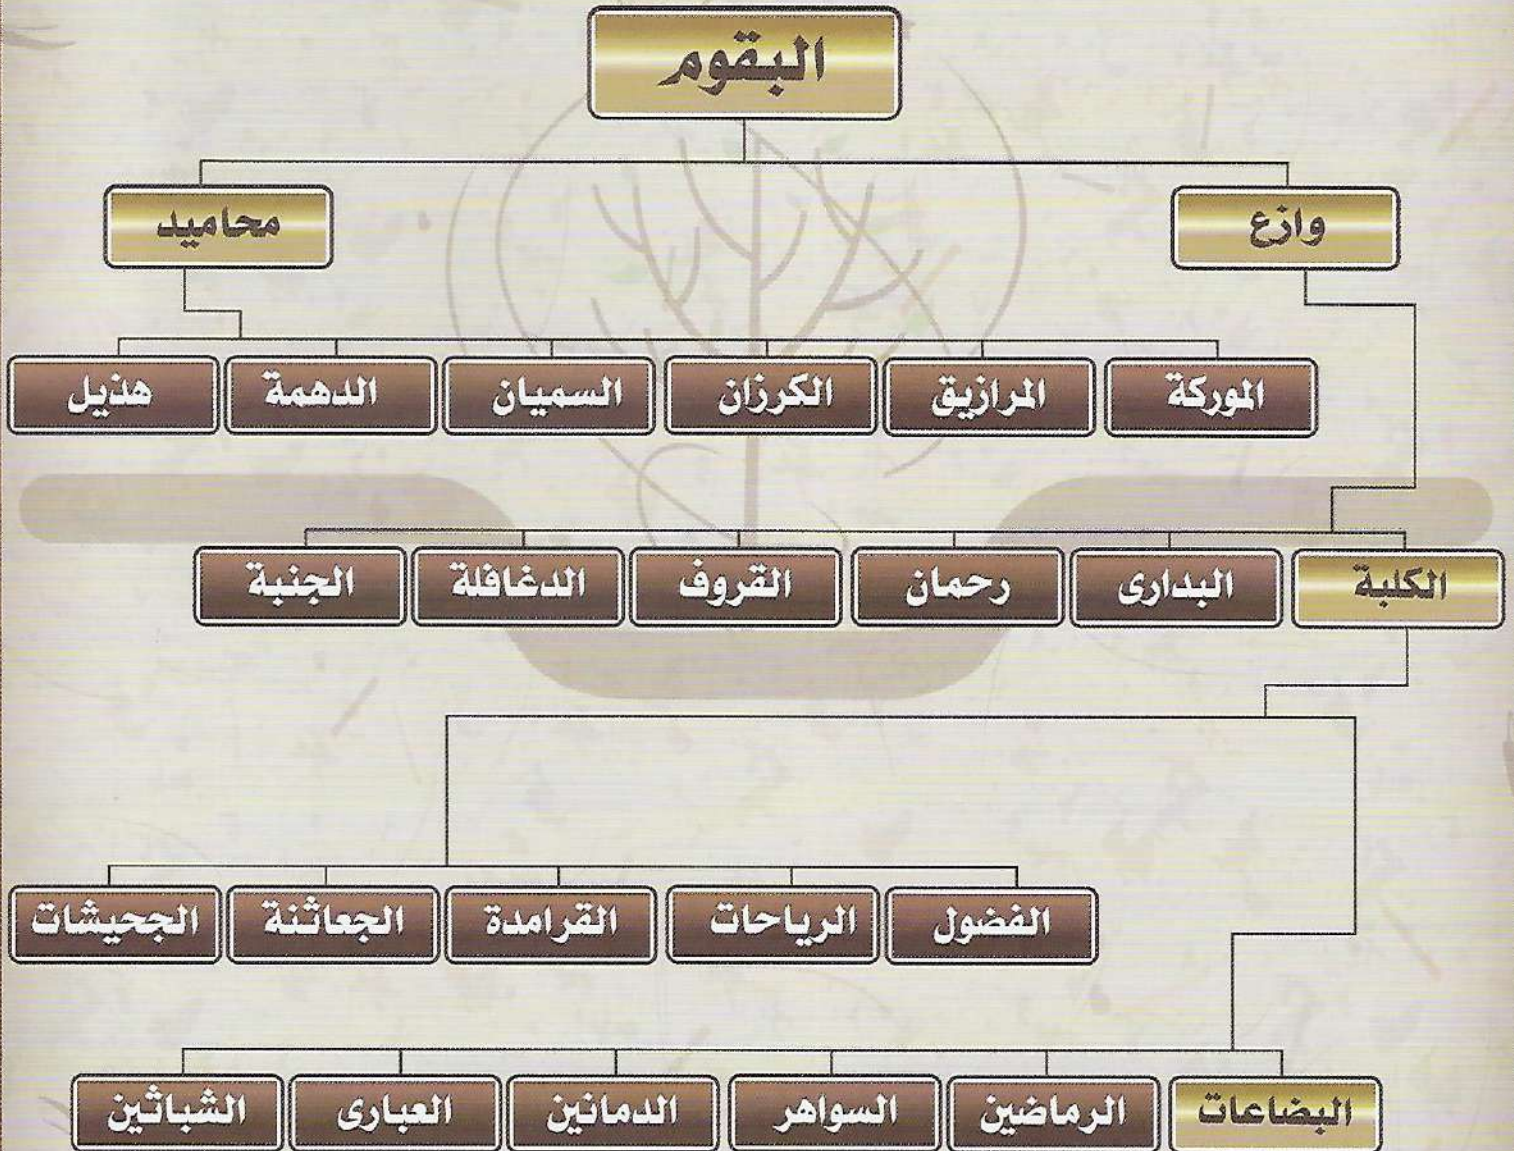 البقوم
وازع محاميد
الموركة المرازيق الكرزان السميان الدهمة هذيل
الكلبة البدارى رحمان القروف الدغافلة الجنبة
الفضول الرياحات القرامدة الجعاثنة الجحيشات
البضاعات الرماضين السواهر الدمانين العبارى الشباثين